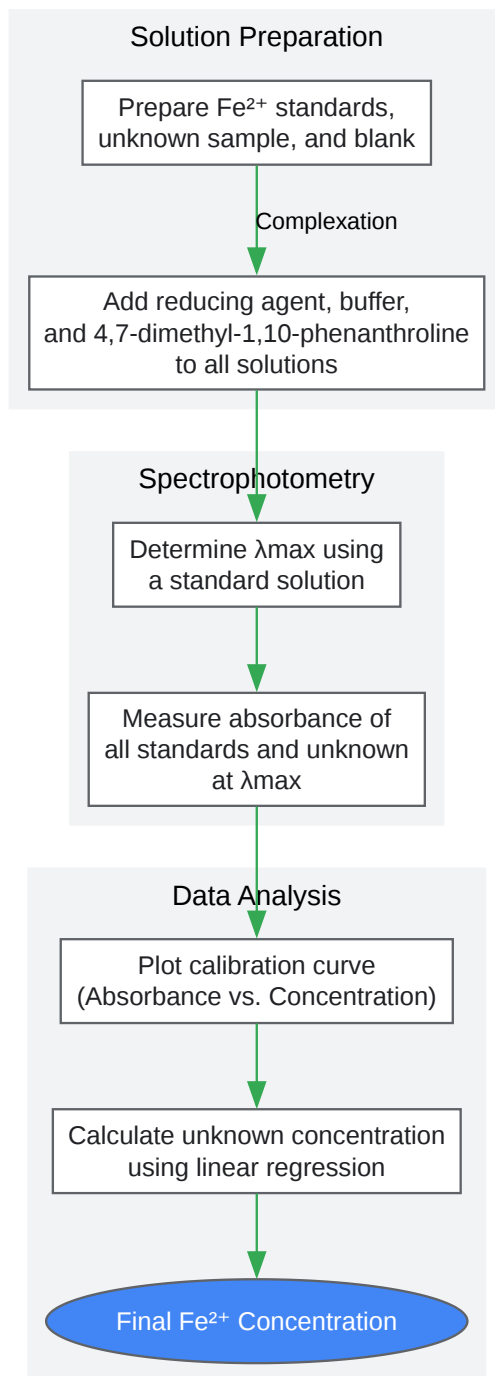 Solution Preparation
Prepare Fe²⁺ standards,
unknown sample, and blank
Complexation
Add reducing agent, buffer,
and 4,7-dimethyl-1,10-phenanthroline
to all solutions
Spectrophotometry
Determine λmax using
a standard solution
Measure absorbance of
all standards and unknown
at λmax
Data Analysis
Plot calibration curve
(Absorbance vs. Concentration)
Calculate unknown concentration
using linear regression
Final Fe²⁺ Concentration